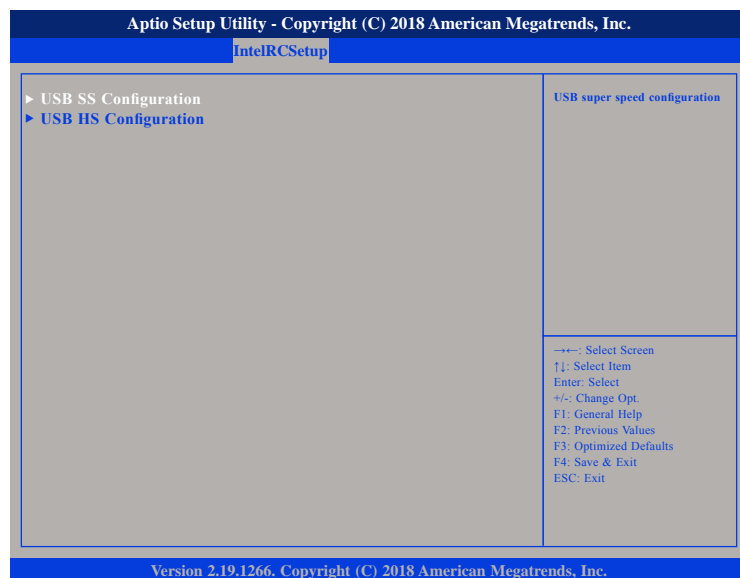 Aptio Setup Utility - Copyright (C) 2018 American Megatrends, Inc.
IntelRCSetup
► USB SS Configuration
► USB HS Configuration
USB super speed configuration
→←: Select Screen
↑↓: Select Item
Enter: Select
+/-: Change Opt.
F1: General Help
F2: Previous Values
F3: Optimized Defaults
F4: Save & Exit
ESC: Exit
Version 2.19.1266. Copyright (C) 2018 American Megatrends, Inc.